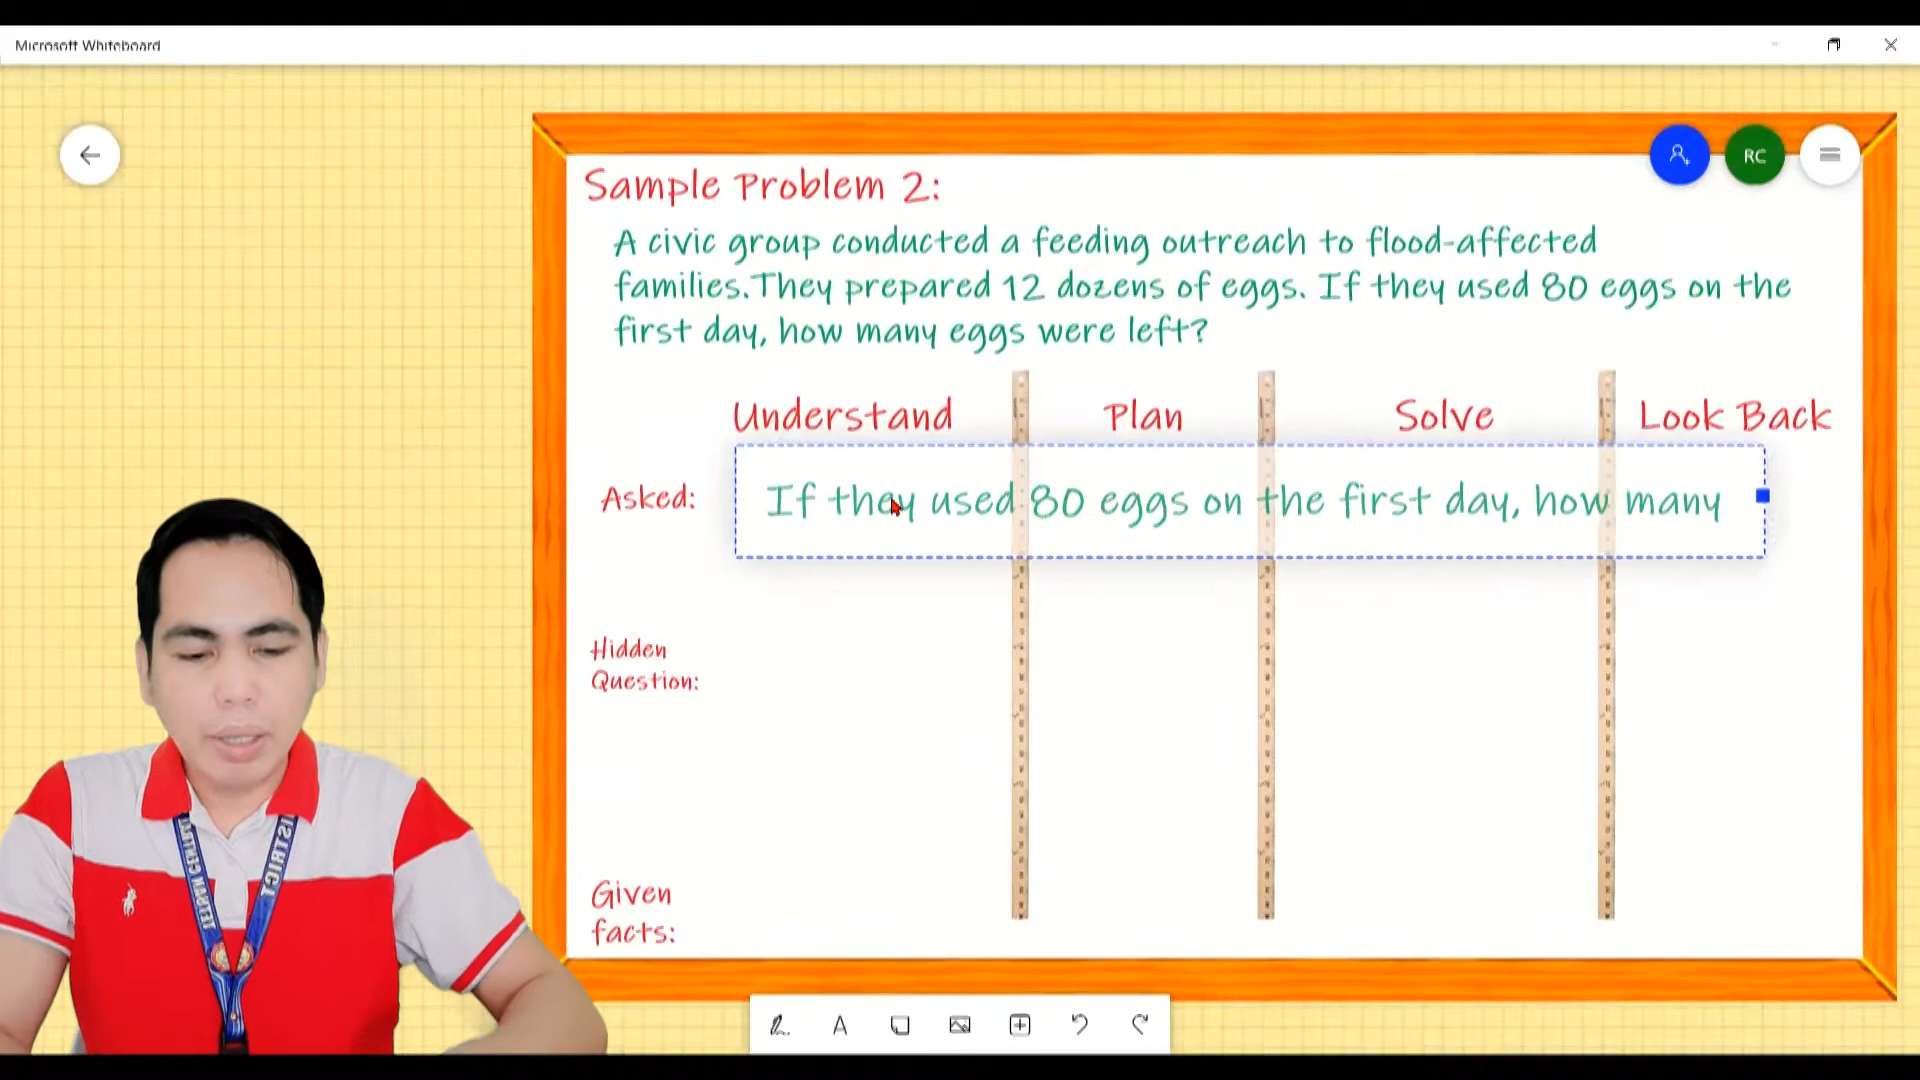 Microsoft Whiteboard
RC
Sample Problem 2:
A civic group conducted a feeding outreach to flood-affected
families.They prepared 12 dozens of eggs. If they used 80 eggs on the
first day, how many eggs were left?
Understand Plan Solve Look Back
Asked: If they used 80 eggs on the first day, how many
Hidden
Question:
Given
facts: